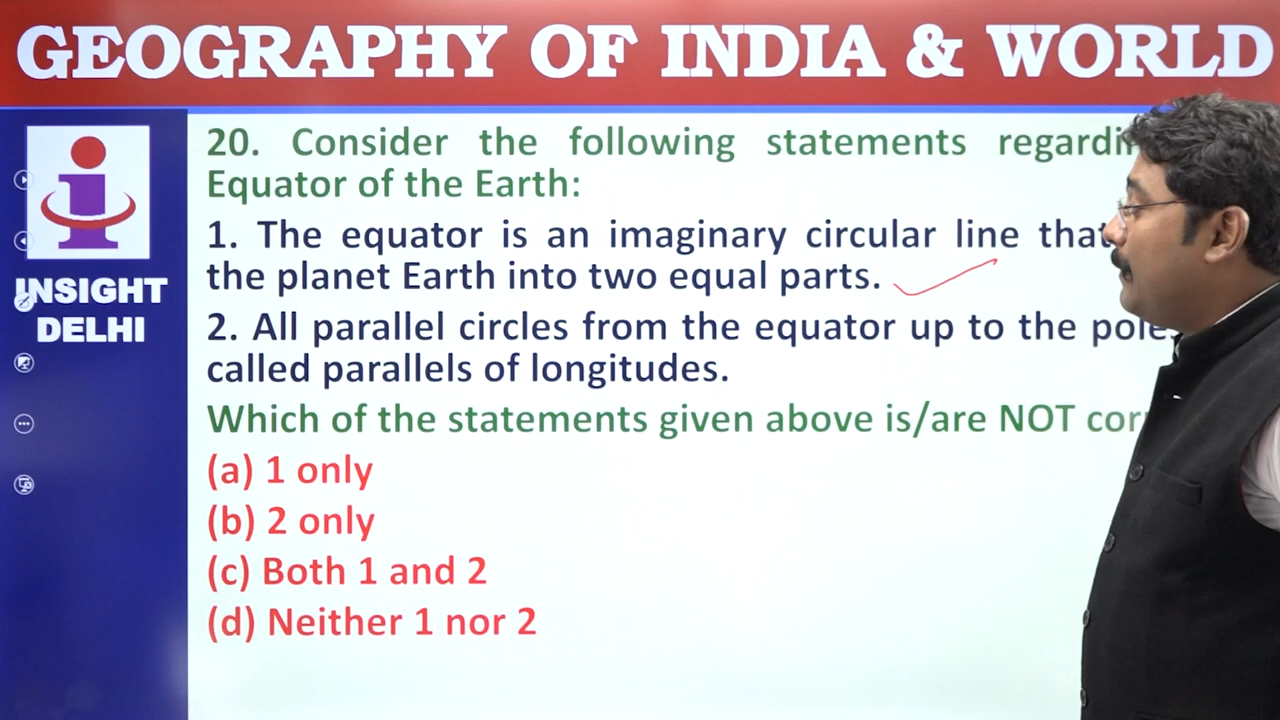 GEOGRAPHY OF INDIA & WORLD
INSIGHT
DELHI
20. Consider the following statements
Equator of the Earth:
1. The equator is an imaginary circular line that
the planet Earth into two equal parts.
2. All parallel circles from the equator up to the
called parallels of longitudes.
Which of the statements given above is/are NOT
(a) 1 only
(b) 2 only
(c) Both 1 and 2
(d) Neither 1 nor 2